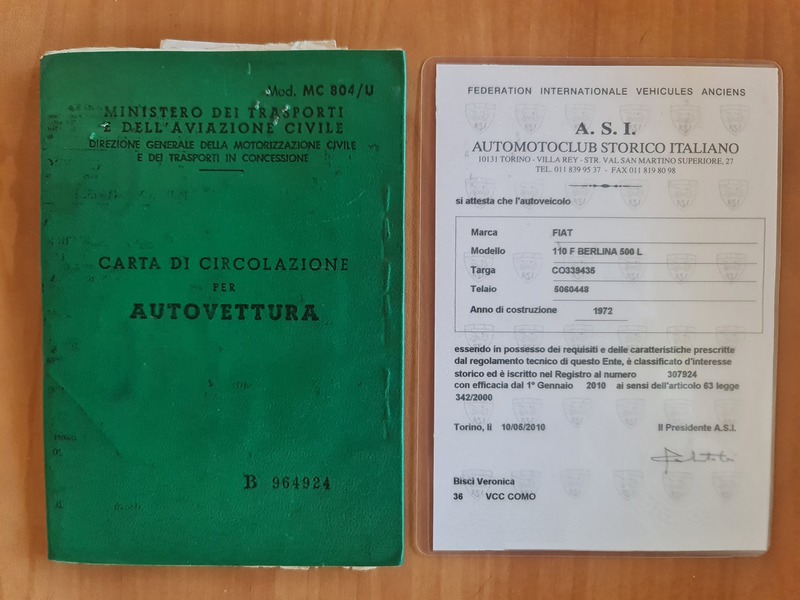 Mod. MC 804/U
MINISTERO DEI TRASPORTI
E DELL'AVIAZIONE CIVILE
DIREZIONE GENERALE DELLA MOTORIZZAZIONE CIVILE
E DEI TRASPORTI IN CONCESSIONE
CARTA DI CIRCOLAZIONE
PER
AUTOVETTURA
B 964924
FEDERATION INTERNATIONALE VEHICULES ANCIENS
A. S. I.
AUTOMOTOCLUB STORICO ITALIANO
10131 TORINO - VILLA REY - STR. VAL SAN MARTINO SUPERIORE, 27
TEL. 011 839 95 37 - FAX 011 819 80 98
si attesta che l'autoveicolo
Marca FIAT
Modello 110 F BERLINA 500 L
Targa CO339435
Telaio 5060448
Anno di costruzione 1972
essendo in possesso dei requisiti e delle caratteristiche prescritte
dal regolamento tecnico di questo Ente, è classificato d'interesse
storico ed è iscritto nel Registro al numero 307924
con efficacia dal 1° Gennaio 2010 ai sensi dell'articolo 63 legge
342/2000
Torino, lì 10/05/2010 Il Presidente A.S.I.
Bisci Veronica
36 VCC COMO